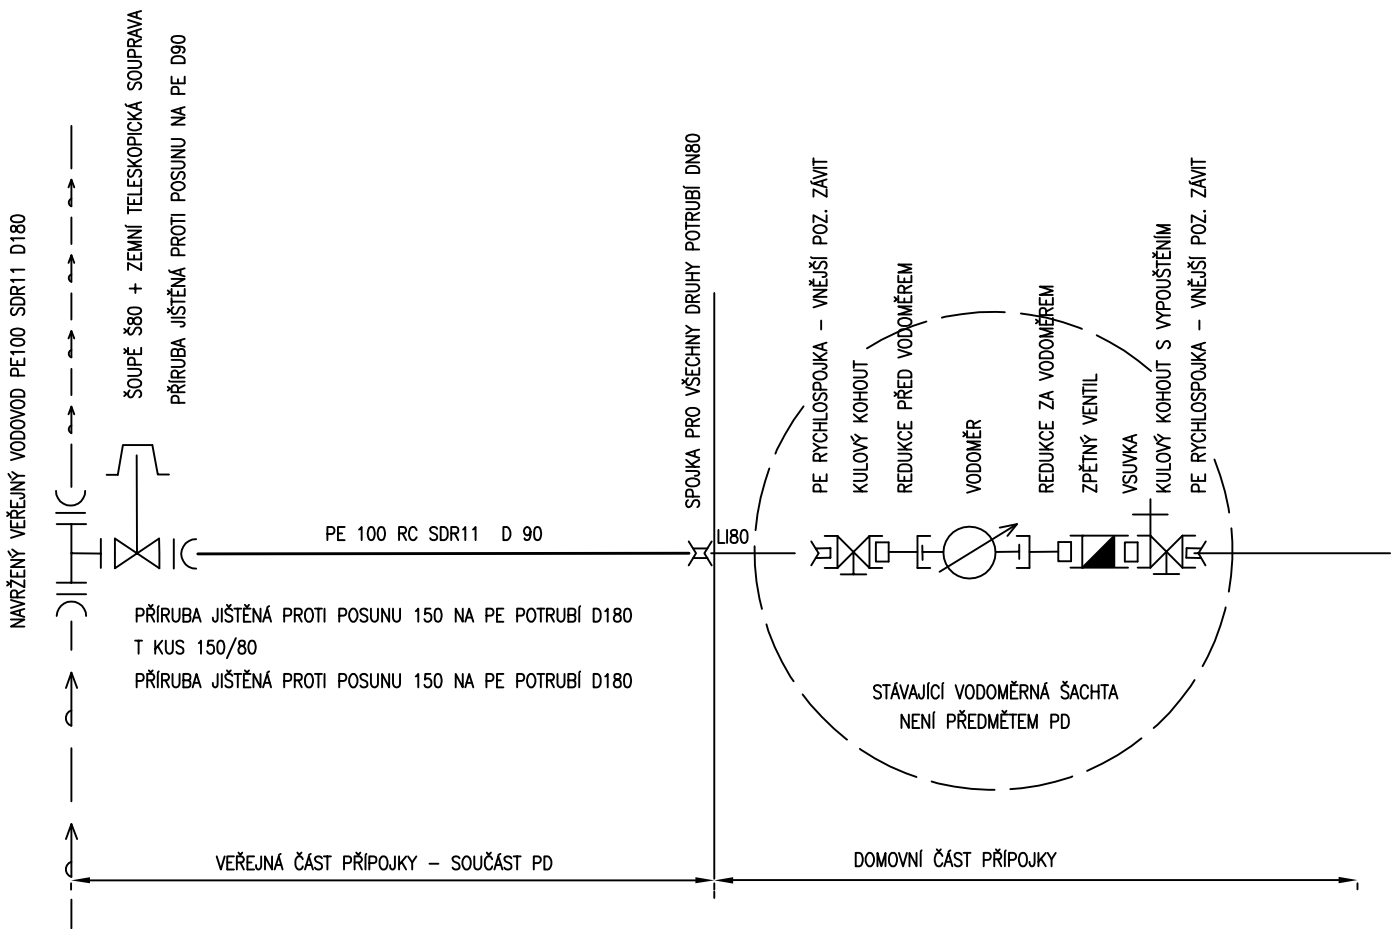 NAVRŽENÝ VEŘEJNÝ VODOVOD PE100 SDR11 D180
ŠOUPĚ Š80 + ZEMNÍ TELESKOPICKÁ SOUPRAVA
PŘÍRUBA JIŠTĚNÁ PROTI POSUNU NA PE D90
SPOJKA PRO VŠECHNY DRUHY POTRUBÍ DN80
PE RYCHLOSPOJKA - VNĚJŠÍ POZ. ZÁVIT
KULOVÝ KOHOUT
REDUKCE PŘED VODOMĚREM
VODOMĚR
REDUKCE ZA VODOMĚREM
ZPĚTNÝ VENTIL
VSUVKA
KULOVÝ KOHOUT S VYPOUŠTĚNÍM
PE RYCHLOSPOJKA - VNĚJŠÍ POZ. ZÁVIT
PE 100 RC SDR11 D 90
LI80
PŘÍRUBA JIŠTĚNÁ PROTI POSUNU 150 NA PE POTRUBÍ D180
T KUS 150/80
PŘÍRUBA JIŠTĚNÁ PROTI POSUNU 150 NA PE POTRUBÍ D180
STÁVAJÍCÍ VODOMĚRNÁ ŠACHTA
NENÍ PŘEDMĚTEM PD
VEŘEJNÁ ČÁST PŘÍPOJKY - SOUČÁST PD
DOMOVNÍ ČÁST PŘÍPOJKY